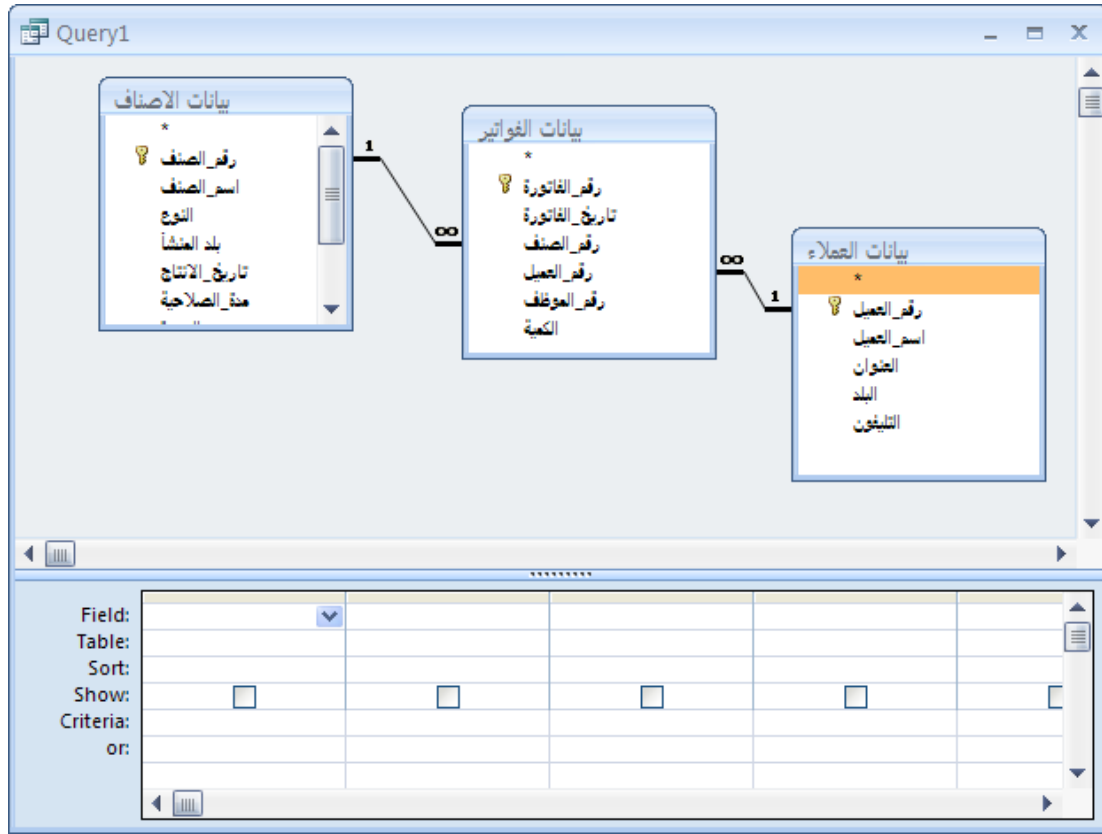 Query1
بيانات الاصناف
*
رقم_الصنف
اسم_الصنف
النوع
بلد المنشأ
تاريخ_الانتاج
مدة_الصلاحية
1
∞
بيانات الفواتير
*
رقم_الفاتورة
تاريخ_الفاتورة
رقم_الصنف
رقم_العميل
رقم_الموظف
الكمية
∞
1
بيانات العملاء
*
رقم_العميل
اسم_العميل
العنوان
البلد
التليفون
Field:
Table:
Sort:
Show:
Criteria:
or: